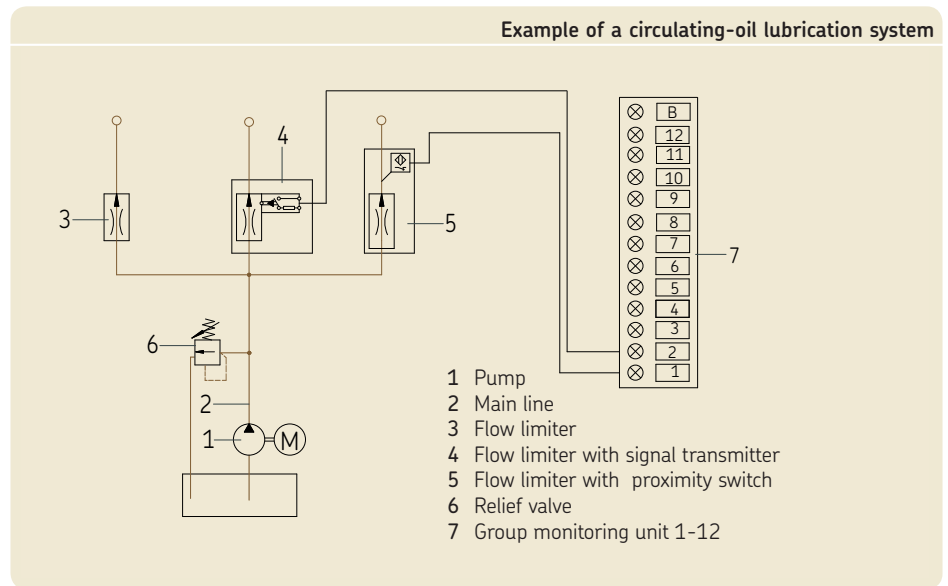 Example of a circulating-oil lubrication system
4
3
5
7
6
2
1
M
B
12
11
10
9
8
7
6
5
4
3
2
1
1 Pump
2 Main line
3 Flow limiter
4 Flow limiter with signal transmitter
5 Flow limiter with proximity switch
6 Relief valve
7 Group monitoring unit 1-12